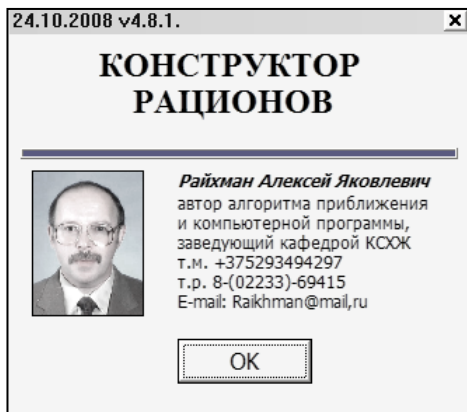 24.10.2008 v4.8.1.
КОНСТРУКТОР
РАЦИОНОВ
Райхман Алексей Яковлевич
автор алгоритма приближения
и компьютерной программы,
заведующий кафедрой КСХЖ
т.м. +375293494297
т.р. 8-(02233)-69415
E-mail: Raikhman@mail,ru
OK